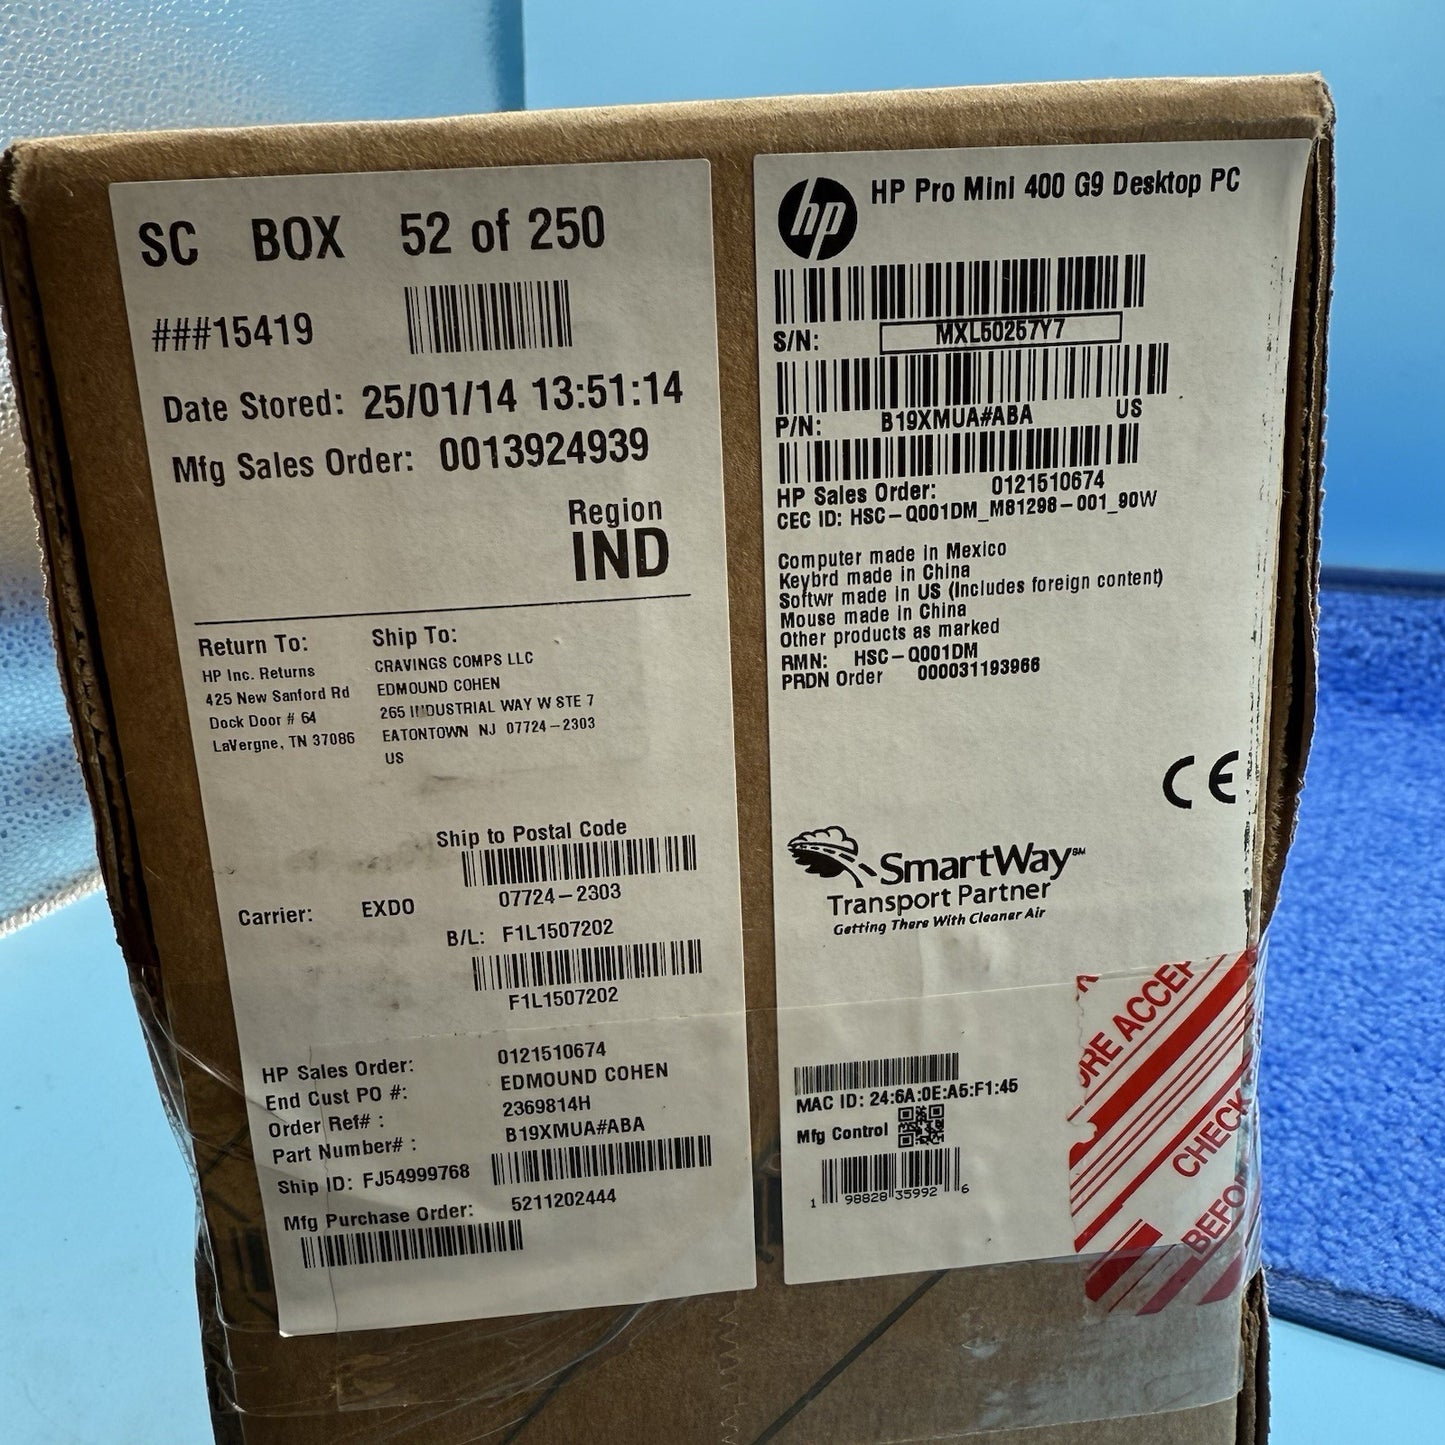 SC BOX 52 of 250
###15419
Date Stored: 25/01/14 13:51:14
Mfg Sales Order: 0013924939
Region
IND
Return To:
HP Inc. Returns
425 New Sanford Rd
Dock Door # 64
LaVergne, TN 37086
Ship To:
CRAVINGS COMPS LLC
EDMOUND COHEN
265 INDUSTRIAL WAY W STE 7
EATONTOWN NJ 07724-2303
US
Ship to Postal Code
07724-2303
Carrier: EXDO
B/L: F1L1507202
F1L1507202
HP Sales Order: 0121510674
End Cust PO #: EDMOUND COHEN
Order Ref# : 2369814H
Part Number# : B19XMUA#ABA
Ship ID: FJ54999768
Mfg Purchase Order: 5211202444
hp
HP Pro Mini 400 G9 Desktop PC
S/N: MXL50257Y7
P/N: B19XMUA#ABA US
HP Sales Order: 0121510674
CEC ID: HSC-Q001DM_M81298-001_90W
Computer made in Mexico
Keybrd made in China
Softwr made in US (Includes foreign content)
Mouse made in China
Other products as marked
RMN: HSC-Q001DM
PRDN Order 000031193966
CE
SmartWay SM
Transport Partner
Getting There With Cleaner Air
MAC ID: 24:6A:0E:A5:F1:45
Mfg Control
1 98828 35992 6
URE ACCEP
CHECK
BEFO